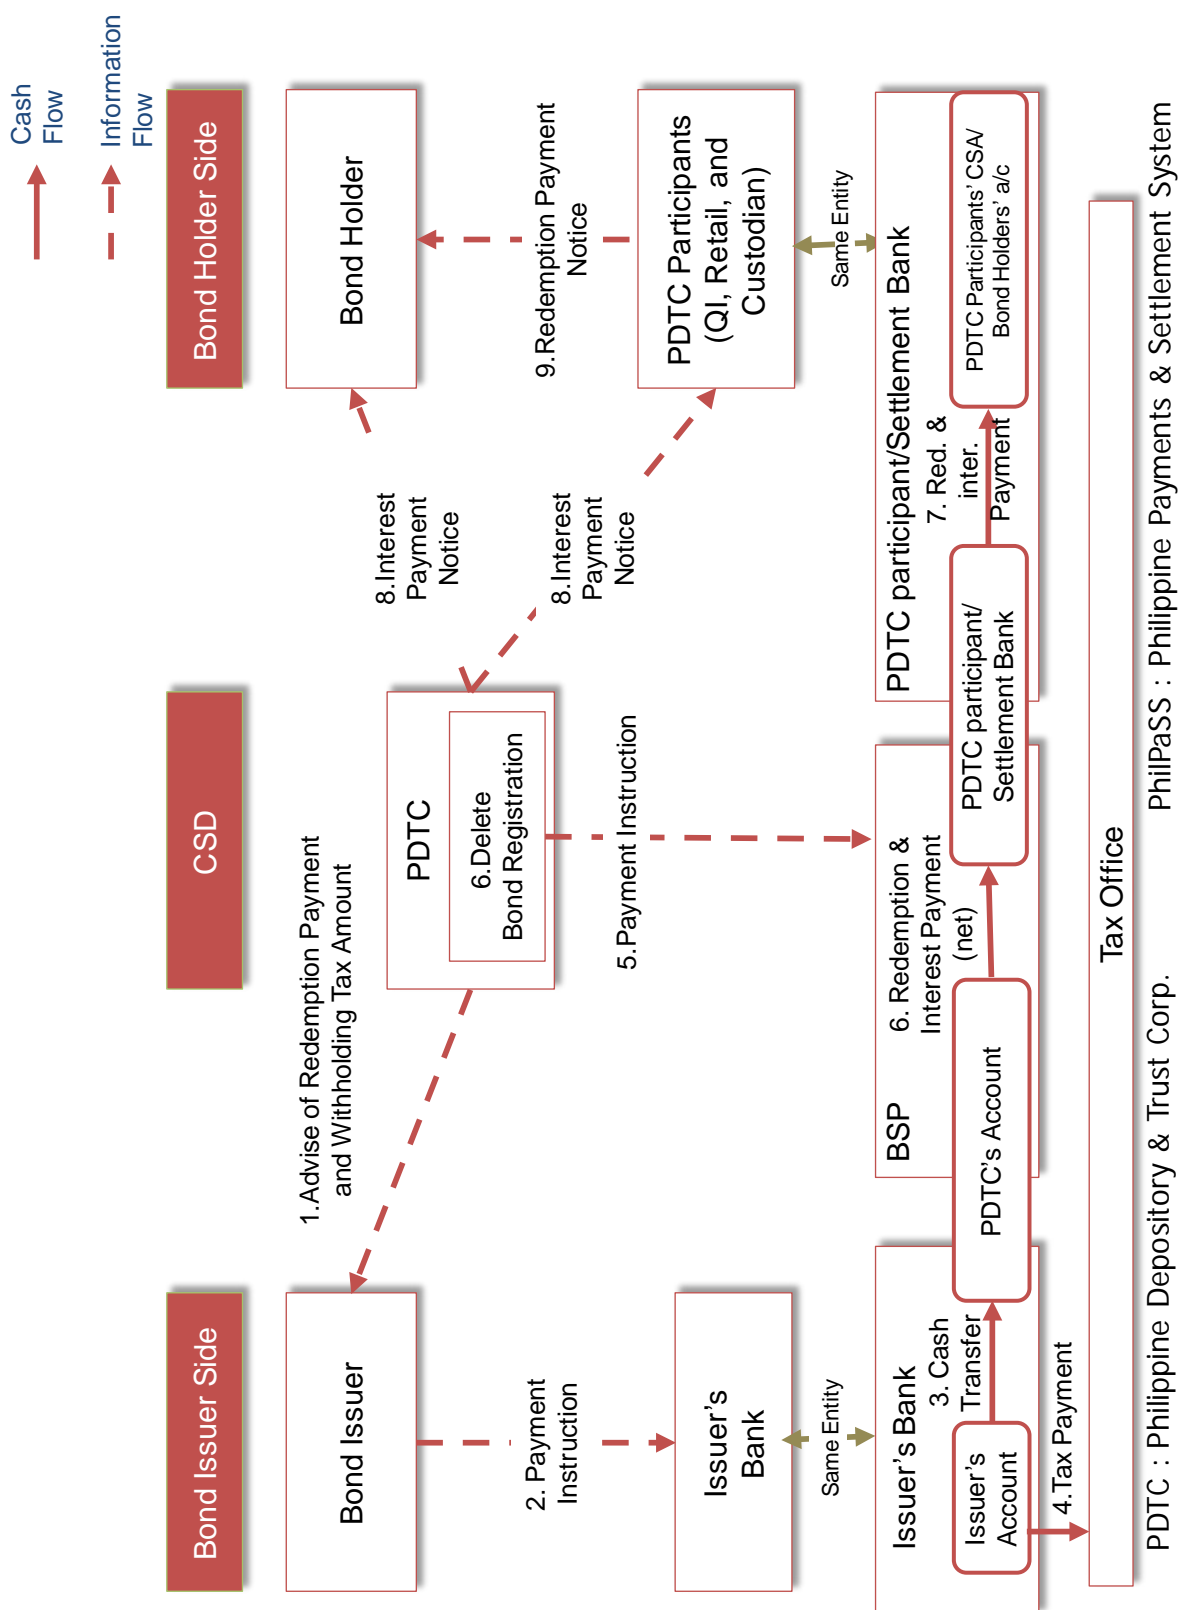 Cash
Flow
Information
Flow
Bond Issuer Side
CSD
Bond Holder Side
Bond Issuer
1.Advise of Redemption Payment
and Withholding Tax Amount
PDTC
6.Delete
Bond Registration
8.Interest
Payment
Notice
Bond Holder
2. Payment
Instruction
5.Payment Instruction
8.Interest
Payment
Notice
9.Redemption Payment
Notice
Issuer's
Bank
PDTC Participants
(QI, Retail, and
Custodian)
Same Entity
Same Entity
Issuer's Bank
3. Cash
Transfer
Issuer's
Account
BSP
6. Redemption &
Interest Payment
(net)
PDTC's Account
PDTC participant/Settlement Bank
7. Red. &
inter.
Payment
PDTC participant/
Settlement Bank
PDTC Participants' CSA/
Bond Holders' a/c
4.Tax Payment
Tax Office
PDTC : Philippine Depository & Trust Corp.
PhilPaSS : Philippine Payments & Settlement System